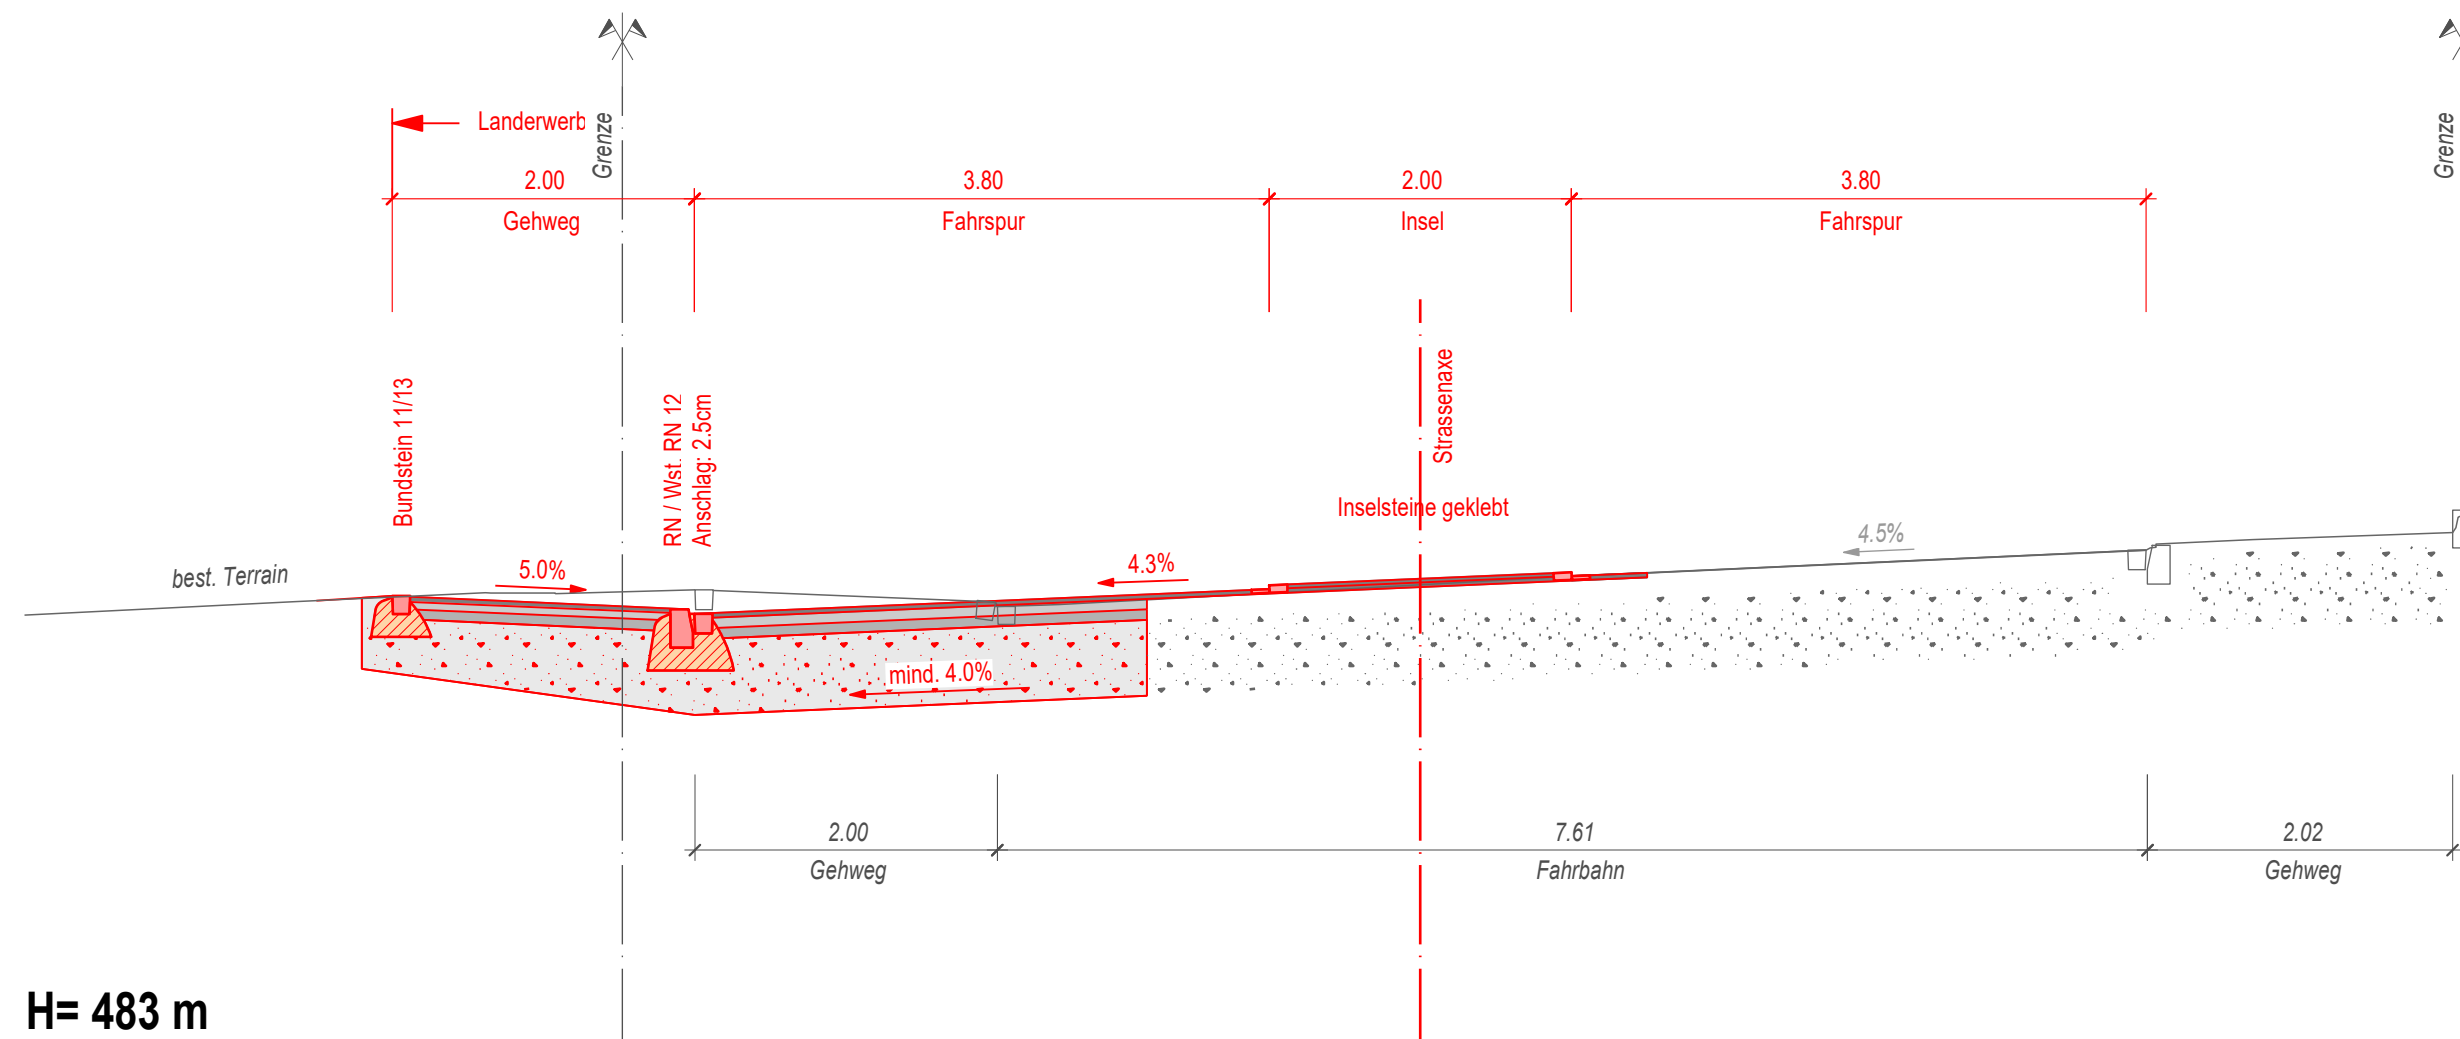 Landerwerb
Grenze
Grenze
2.00
3.80
2.00
3.80
Gehweg
Fahrspur
Insel
Fahrspur
Bundstein 11/13
RN / Wst. RN 12
Anschlag: 2.5cm
Strassenaxe
Inselsteine geklebt
best. Terrain
5.0%
4.3%
4.5%
mind. 4.0%
2.00
7.61
2.02
Gehweg
Fahrbahn
Gehweg
H= 483 m